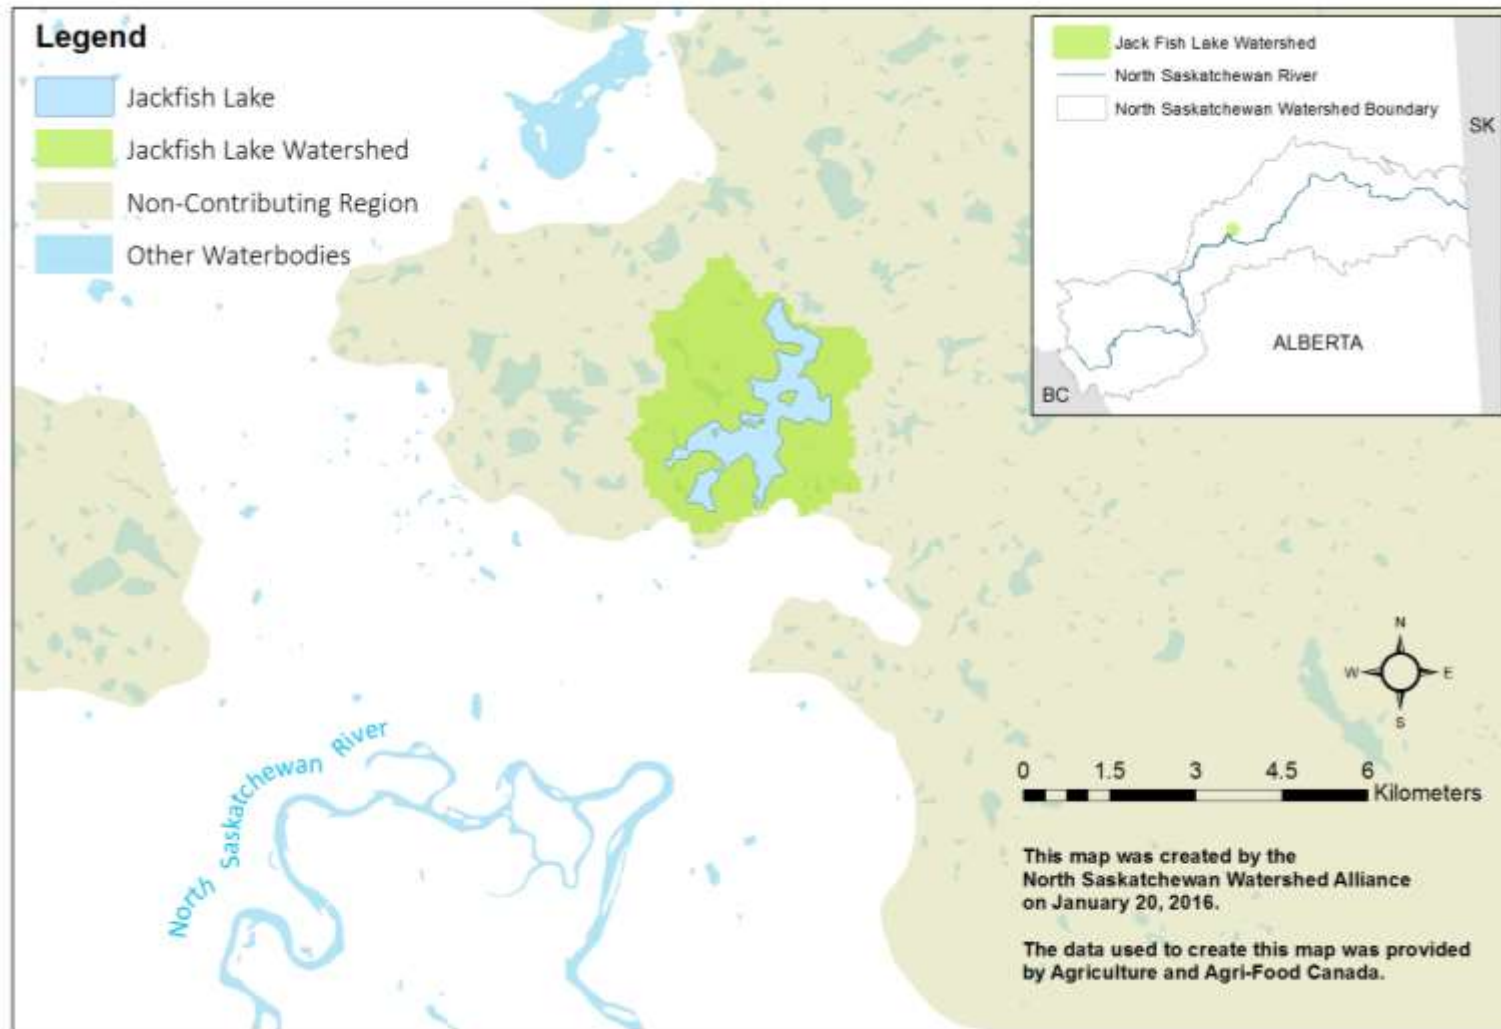 Legend
Jackfish Lake
Jackfish Lake Watershed
Non-Contributing Region
Other Waterbodies
Jack Fish Lake Watershed
North Saskatchewan River
North Saskatchewan Watershed Boundary
SK
ALBERTA
BC
North Saskatchewan River
N
W E
S
0 1.5 3 4.5 6
Kilometers
This map was created by the
North Saskatchewan Watershed Alliance
on January 20, 2016.
The data used to create this map was provided
by Agriculture and Agri-Food Canada.